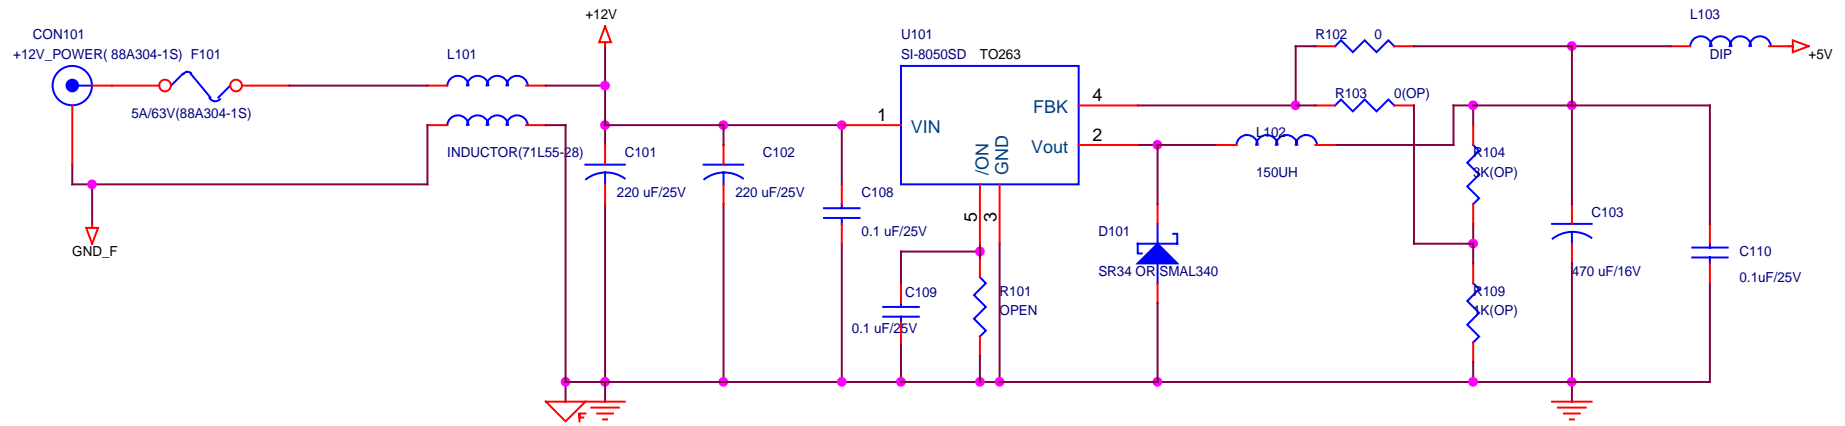 CON101
+12V_POWER( 88A304-1S)
F101
5A/63V(88A304-1S)
GND_F
L101
INDUCTOR(71L55-28)
+12V
C101
220 uF/25V
C102
220 uF/25V
C108
0.1 uF/25V
U101
SI-8050SD
TO263
1
VIN
FBK
4
Vout
2
/ON
GND
5
3
C109
0.1 uF/25V
R101
OPEN
D101
SR34 OR SMAL340
R102
0
R103
0(OP)
L102
150UH
R104
3K(OP)
R109
1K(OP)
C103
470 uF/16V
C110
0.1uF/25V
L103
DIP
+5V
F